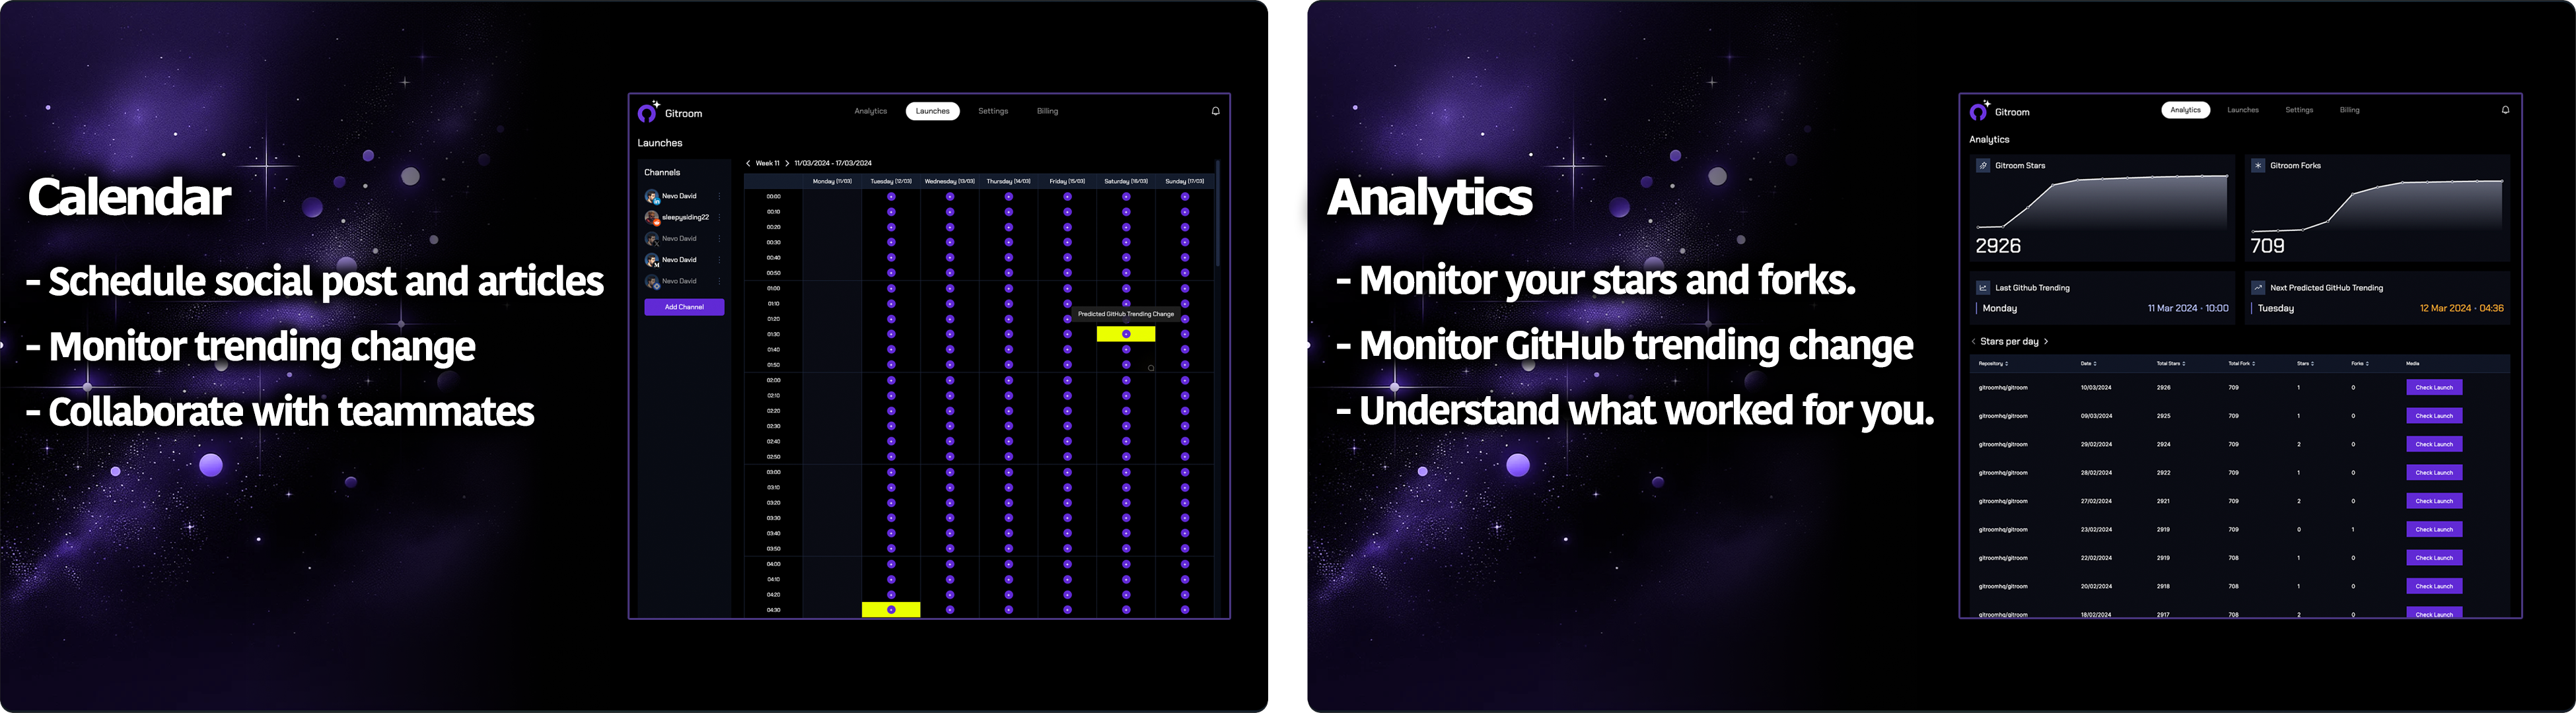 Calendar
- Schedule social post and articles
- Monitor trending change
- Collaborate with teammates
Gitroom
Analytics Launches Settings Billing
Launches
Channels
Nevo David
sleepysiding22
Nevo David
Nevo David
Nevo David
Add Channel
Week 11 11/03/2024 - 17/03/2024
Monday (11/03) Tuesday (12/03) Wednesday (13/03) Thursday (14/03) Friday (15/03) Saturday (16/03) Sunday (17/03)
00:00
00:10
00:20
00:30
00:40
00:50
01:00
01:10
01:20
Predicted GitHub Trending Change
01:30
01:40
01:50
02:00
02:10
02:20
02:30
02:40
02:50
03:00
03:10
03:20
03:30
03:40
03:50
04:00
04:10
04:20
04:30
Analytics
- Monitor your stars and forks.
- Monitor GitHub trending change
- Understand what worked for you.
Gitroom
Analytics Launches Settings Billing
Analytics
Gitroom Stars
2926
Gitroom Forks
709
Last Github Trending
Monday 11 Mar 2024 · 10:00
Next Predicted GitHub Trending
Tuesday 12 Mar 2024 · 04:36
Stars per day
Repository Date Total Stars Total Fork Stars Forks Media
gitroomhq/gitroom 10/03/2024 2926 709 1 0 Check Launch
gitroomhq/gitroom 09/03/2024 2925 709 1 0 Check Launch
gitroomhq/gitroom 29/02/2024 2924 709 2 0 Check Launch
gitroomhq/gitroom 28/02/2024 2922 709 1 0 Check Launch
gitroomhq/gitroom 27/02/2024 2921 709 2 0 Check Launch
gitroomhq/gitroom 23/02/2024 2919 709 0 1 Check Launch
gitroomhq/gitroom 22/02/2024 2919 708 1 0 Check Launch
gitroomhq/gitroom 20/02/2024 2918 708 1 0 Check Launch
gitroomhq/gitroom 18/02/2024 2917 708 2 0 Check Launch